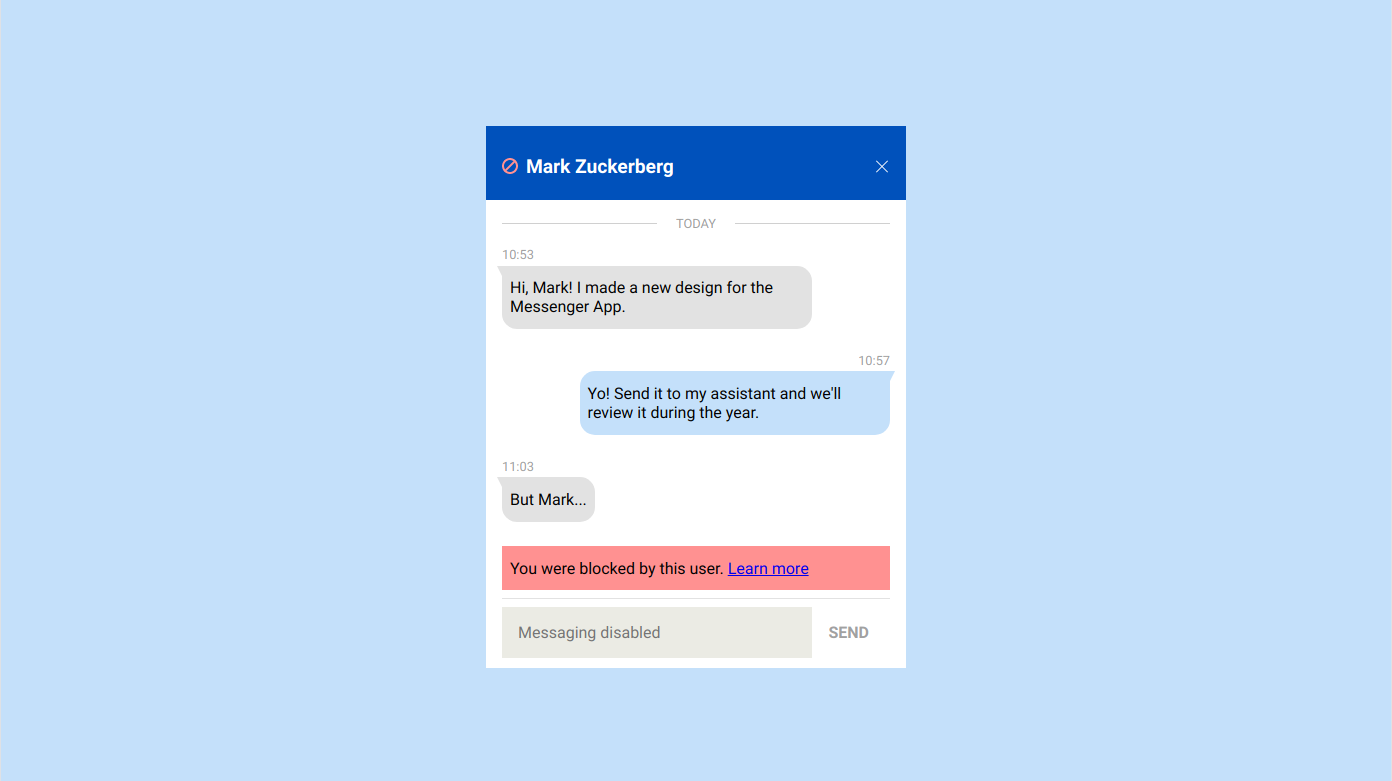 Mark Zuckerberg
TODAY
10:53
Hi, Mark! I made a new design for the
Messenger App.
10:57
Yo! Send it to my assistant and we'll
review it during the year.
11:03
But Mark...
You were blocked by this user. Learn more
Messaging disabled
SEND